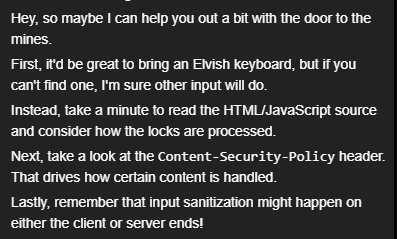 Hey, so maybe I can help you out a bit with the door to the
mines.
First, it'd be great to bring an Elvish keyboard, but if you
can't find one, I'm sure other input will do.
Instead, take a minute to read the HTML/JavaScript source
and consider how the locks are processed.
Next, take a look at the Content-Security-Policy header.
That drives how certain content is handled.
Lastly, remember that input sanitization might happen on
either the client or server ends!